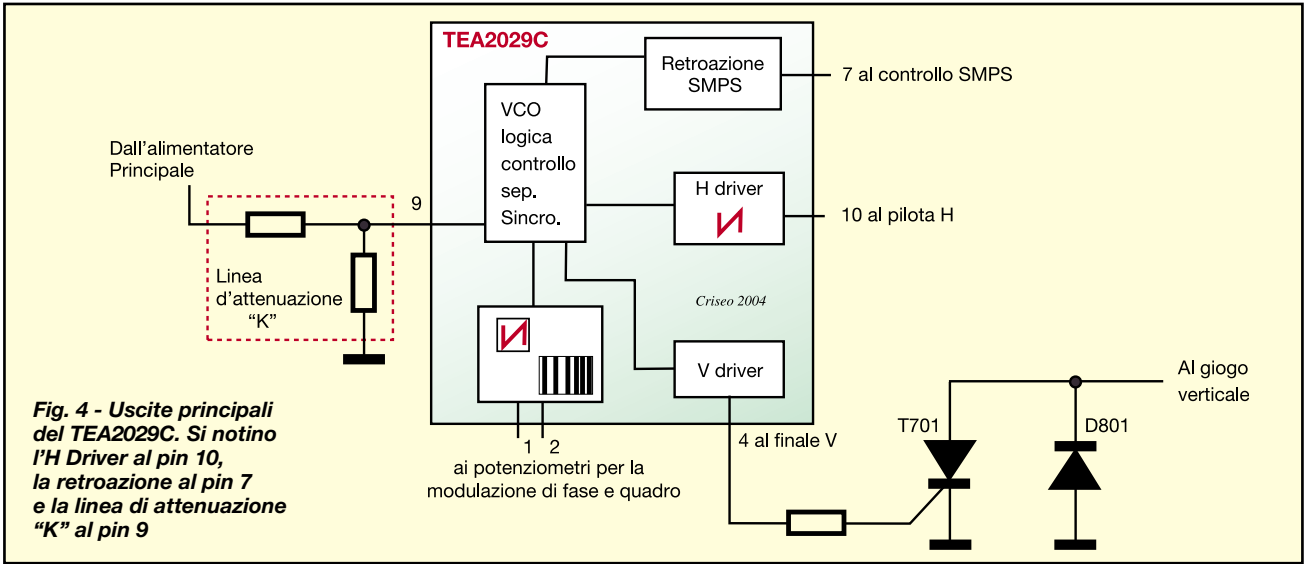 TEA2029C
Retroazione
SMPS
7 al controllo SMPS
VCO
logica
controllo
sep.
Sincro.
Dall'alimentatore
Principale
9
H driver
10 al pilota H
Linea
d'attenuazione
“K”
Criseo 2004
V driver
Al giogo
verticale
T701
D801
4 al finale V
1 2
ai potenziometri per la
modulazione di fase e quadro
Fig. 4 - Uscite principali
del TEA2029C. Si notino
l'H Driver al pin 10,
la retroazione al pin 7
e la linea di attenuazione
“K” al pin 9